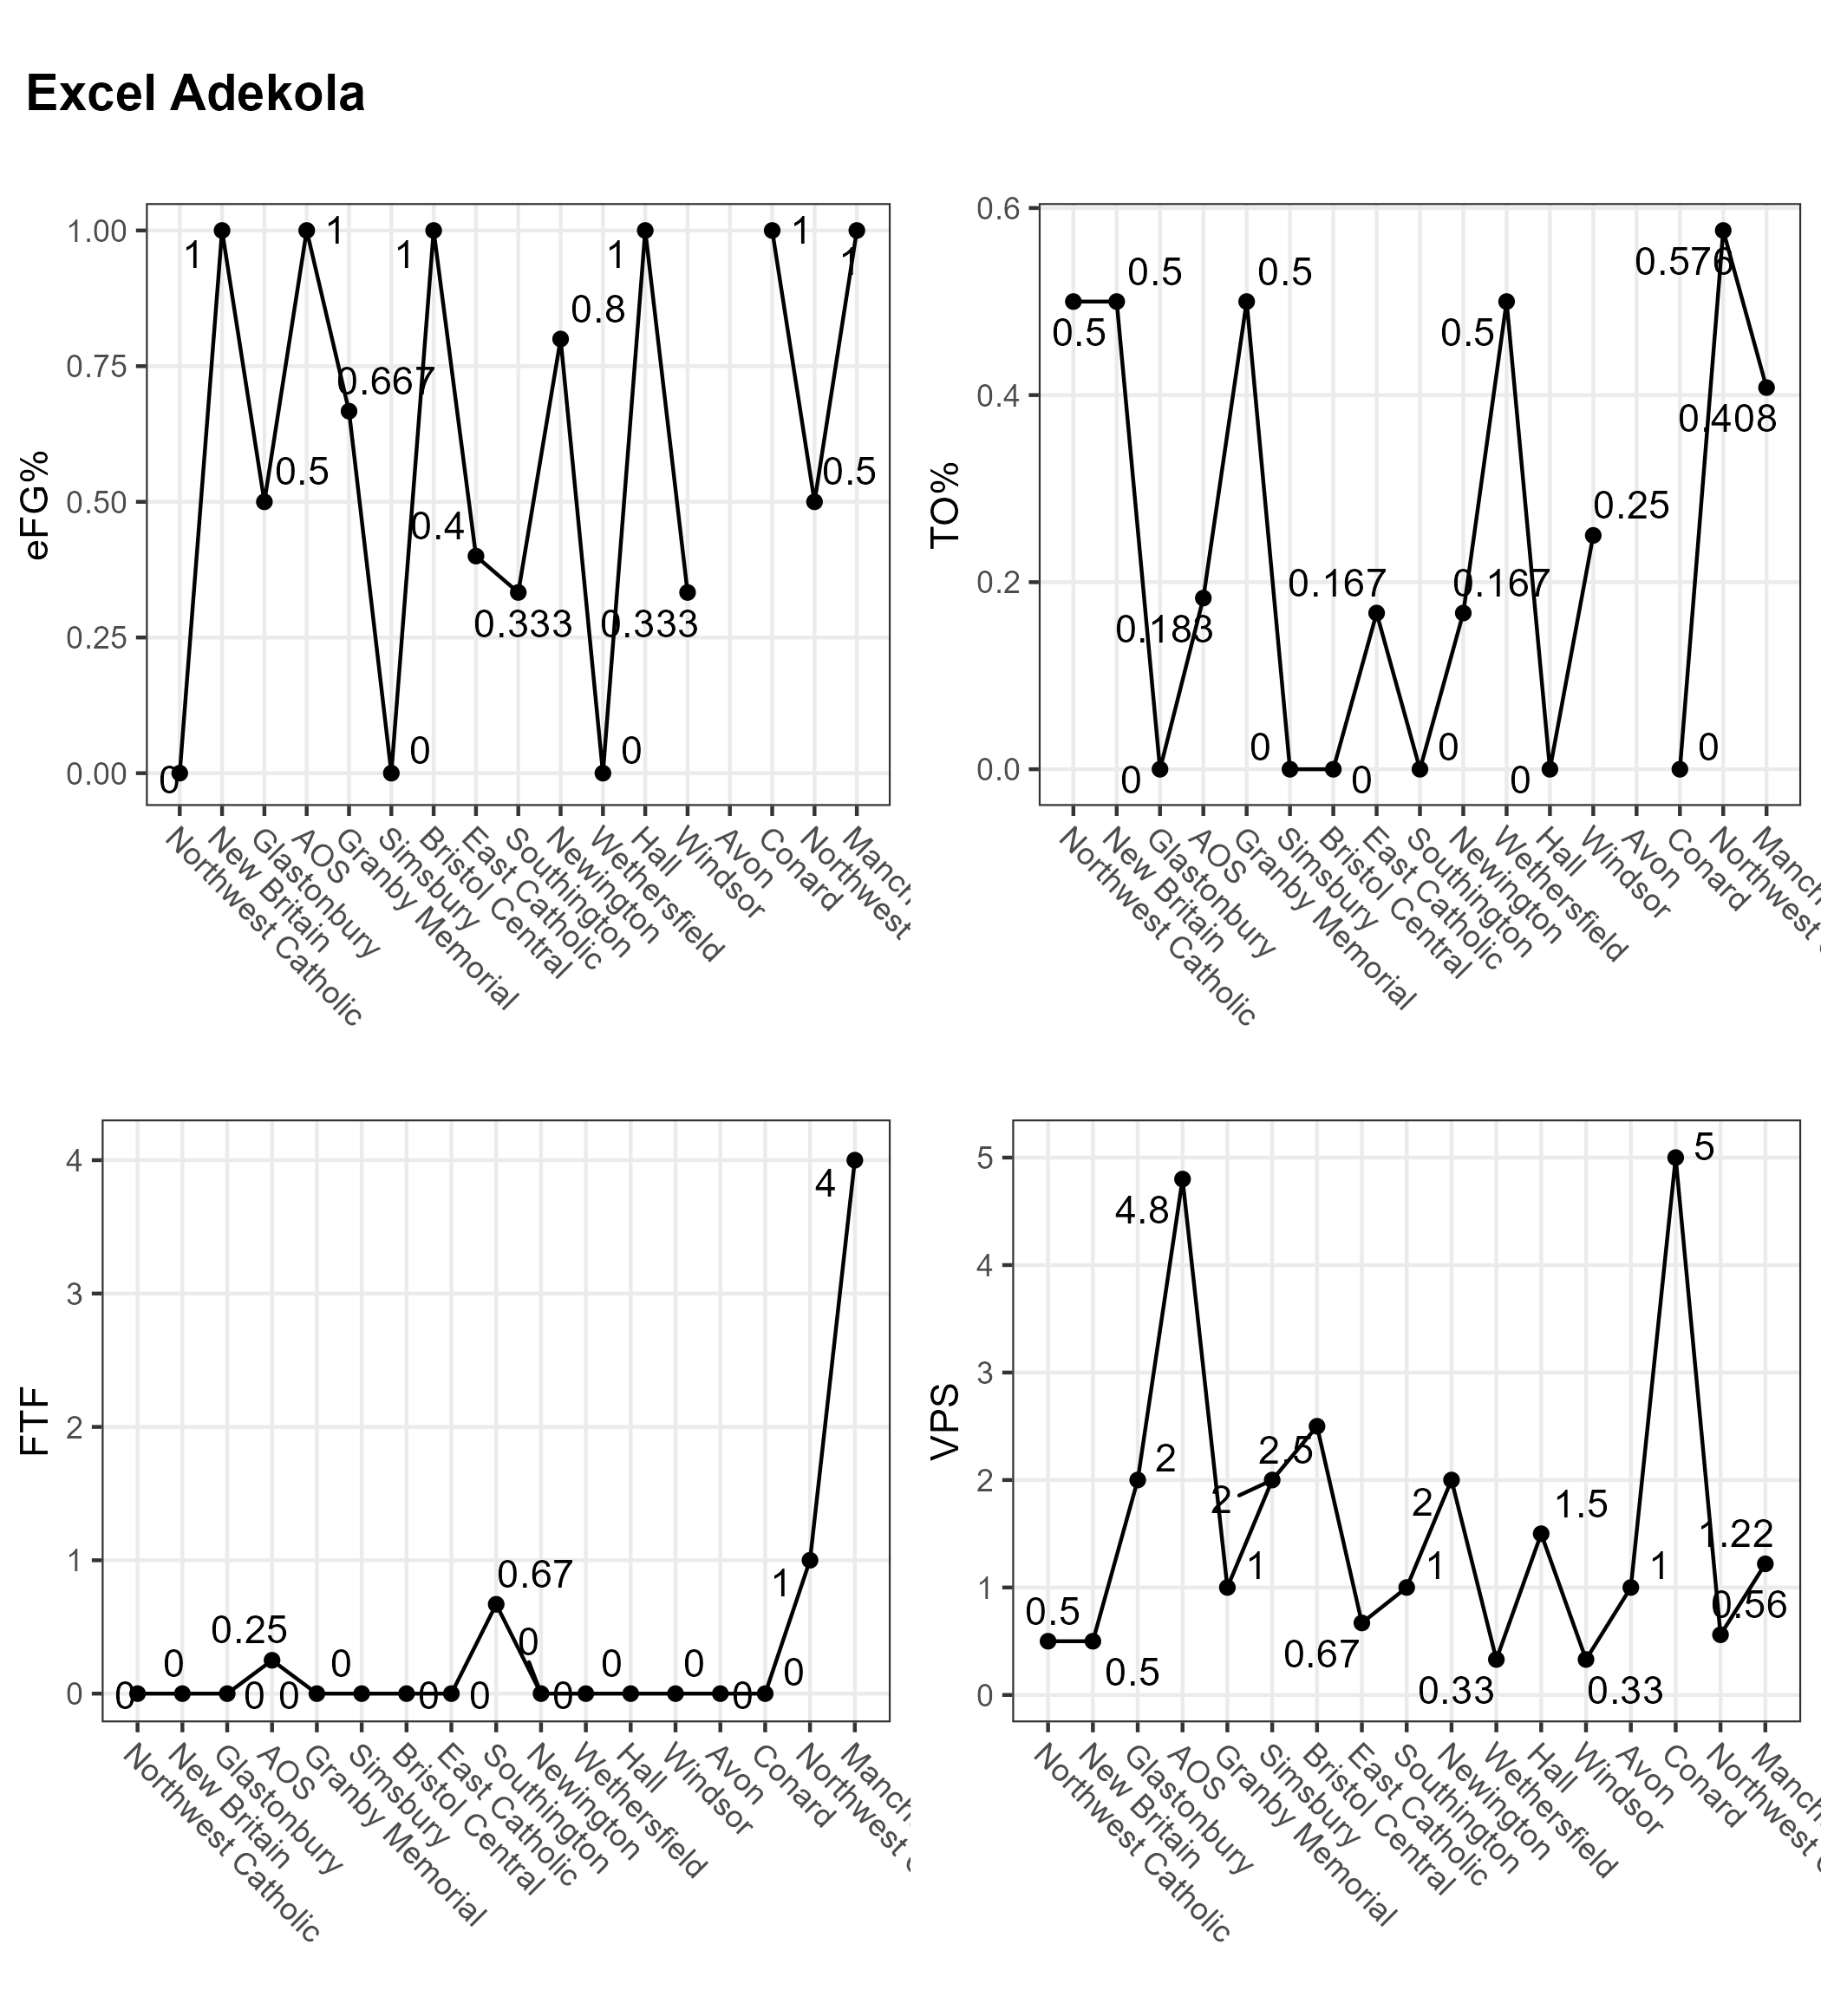 Excel Adekola
eFG%
1.00
0.75
0.50
0.25
0.00
0
1
0.5
1
0.667
0
1
0.4
0.333
0.8
0
1
0.333
1
0.5
1
Northwest Catholic
New Britain
Glastonbury
AOS
Granby Memorial
Simsbury
Bristol Central
East Catholic
Southington
Newington
Wethersfield
Hall
Windsor
Avon
Conard
Northwest
Manch
TO%
0.6
0.4
0.2
0.0
0.5
0.5
0
0.183
0.5
0
0
0.167
0
0.167
0.5
0
0.25
0
0.576
0.408
Northwest Catholic
New Britain
Glastonbury
AOS
Granby Memorial
Simsbury
Bristol Central
East Catholic
Southington
Newington
Wethersfield
Hall
Windsor
Avon
Conard
Northwest
Manch
FTF
4
3
2
1
0
0
0
0
0.25
0
0
0
0
0.67
0
0
0
0
0
0
1
4
Northwest Catholic
New Britain
Glastonbury
AOS
Granby Memorial
Simsbury
Bristol Central
East Catholic
Southington
Newington
Wethersfield
Hall
Windsor
Avon
Conard
Northwest
Manch
VPS
5
4
3
2
1
0
0.5
0.5
2
4.8
1
2
2.5
0.67
1
2
0.33
1.5
0.33
1
5
0.56
1.22
Northwest Catholic
New Britain
Glastonbury
AOS
Granby Memorial
Simsbury
Bristol Central
East Catholic
Southington
Newington
Wethersfield
Hall
Windsor
Avon
Conard
Northwest
Manch